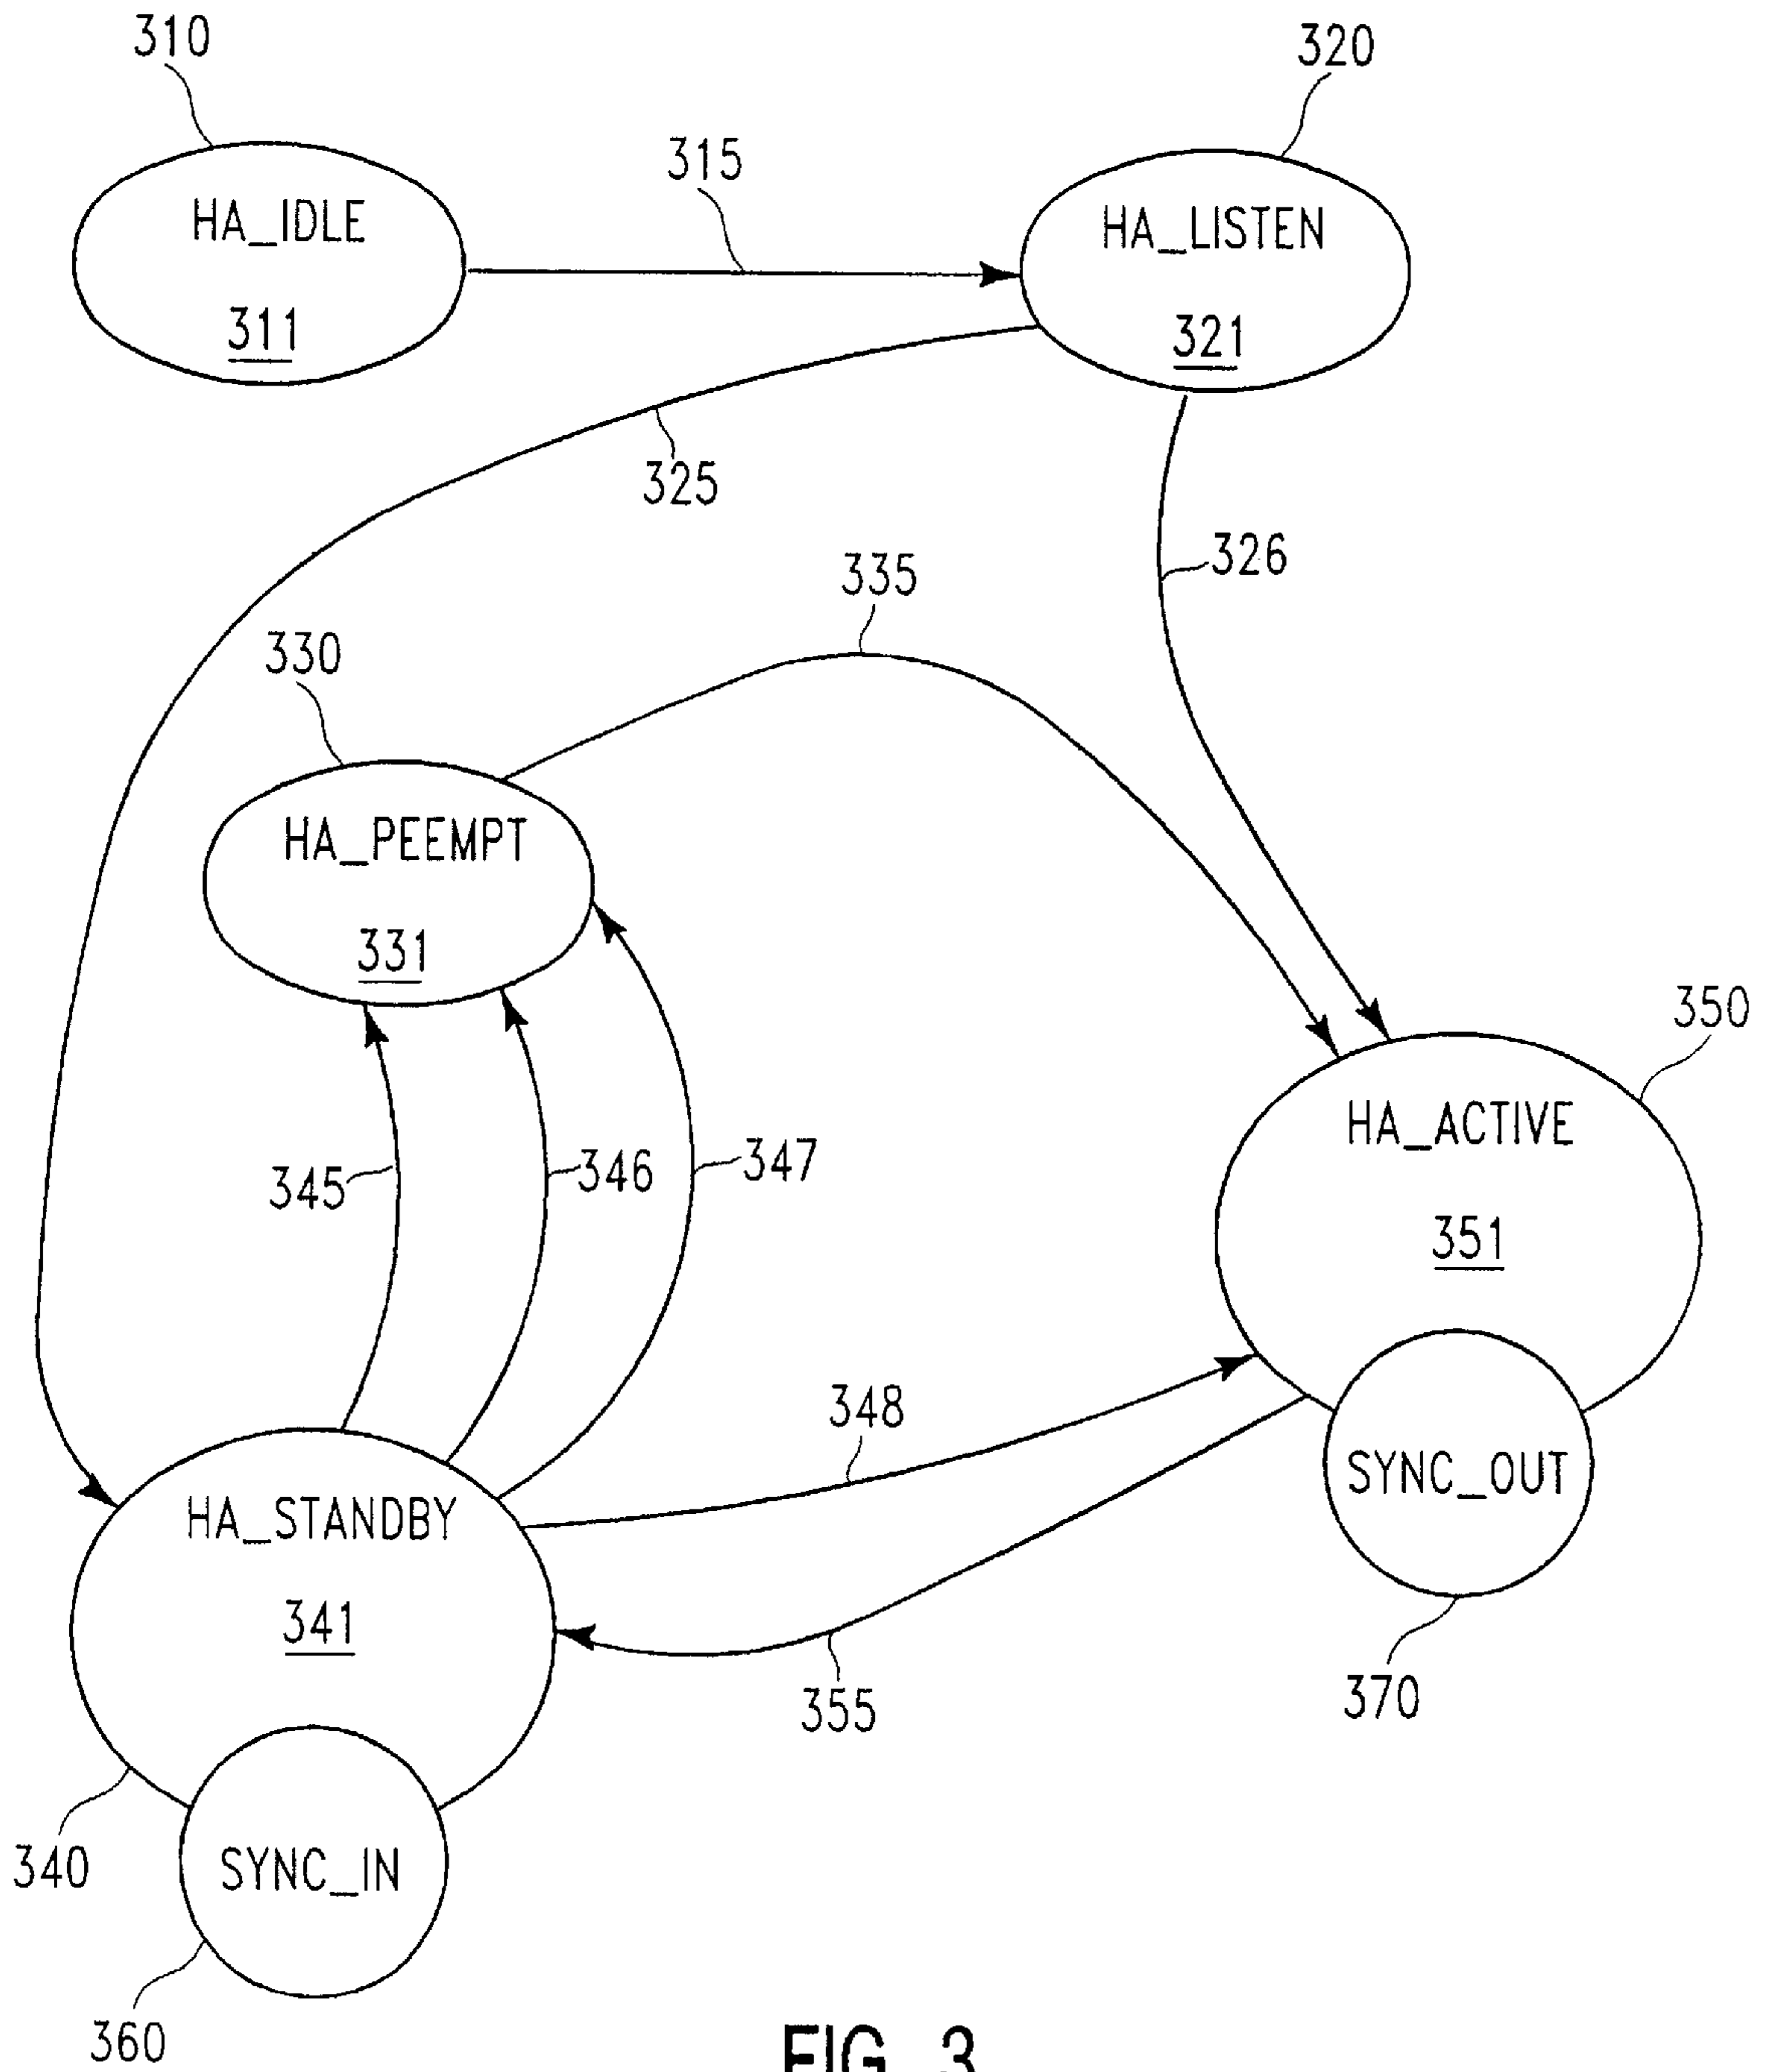 310
320
315
HA_IDLE
HA_LISTEN
311
321
325
326
335
330
HA_PEEMPT
331
350
HA_ACTIVE
345
346
347
351
348
SYNC_OUT
HA_STANDBY
341
370
355
340
SYNC_IN
360
FIG. 3